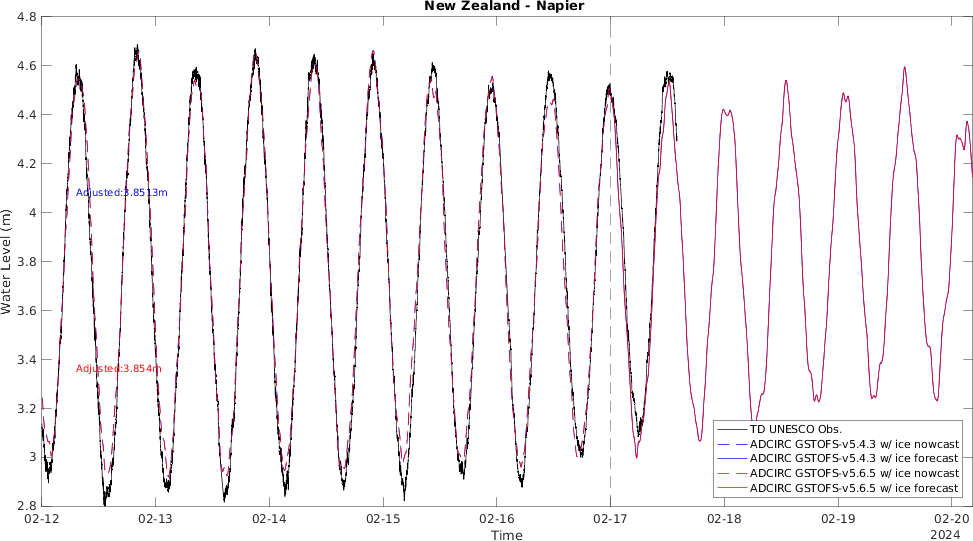 New Zealand - Napier
4.8
4.6
4.4
4.2
4
3.8
3.6
3.4
3.2
3
2.8
Water Level (m)
Adjusted:3.8513m
Adjusted:3.854m
TD UNESCO Obs.
ADCIRC GSTOFS-v5.4.3 w/ ice nowcast
ADCIRC GSTOFS-v5.4.3 w/ ice forecast
ADCIRC GSTOFS-v5.6.5 w/ ice nowcast
ADCIRC GSTOFS-v5.6.5 w/ ice forecast
02-12 02-13 02-14 02-15 02-16 02-17 02-18 02-19 02-20
Time
2024